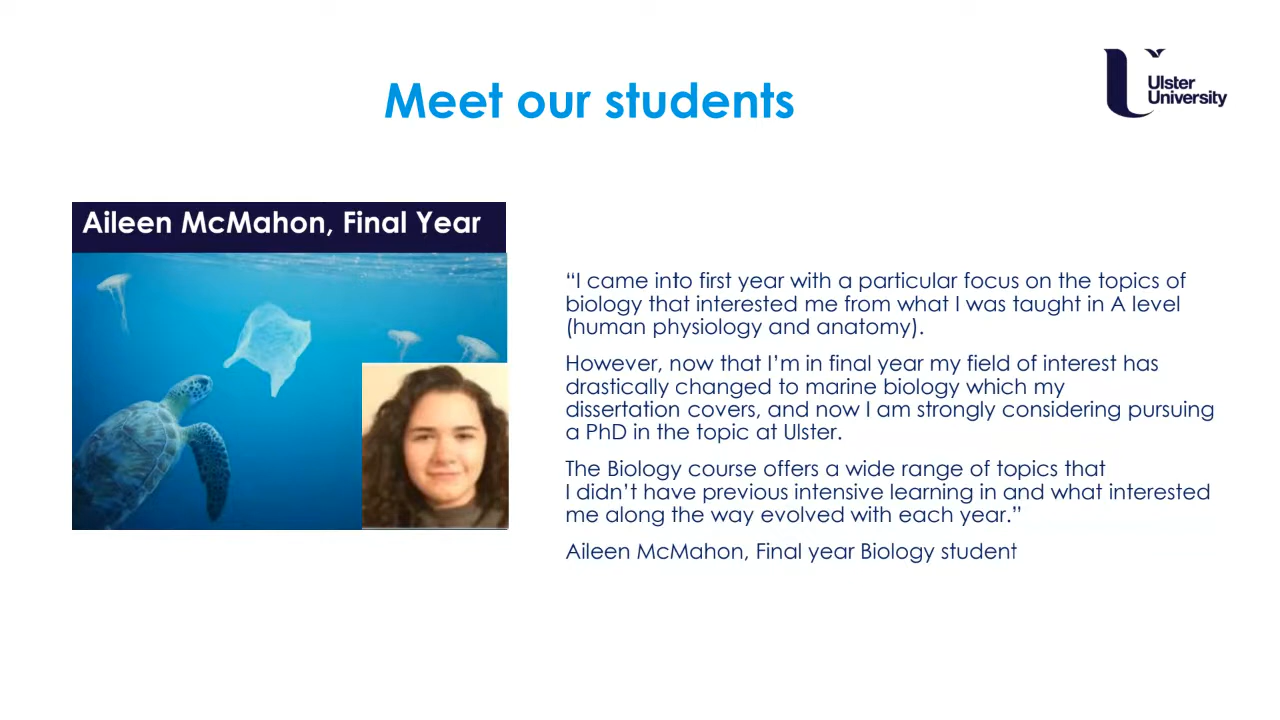 Meet our students
Ulster
University
Aileen McMahon, Final Year
“I came into first year with a particular focus on the topics of
biology that interested me from what I was taught in A level
(human physiology and anatomy).
However, now that I’m in final year my field of interest has
drastically changed to marine biology which my
dissertation covers, and now I am strongly considering pursuing
a PhD in the topic at Ulster.
The Biology course offers a wide range of topics that
I didn’t have previous intensive learning in and what interested
me along the way evolved with each year.”
Aileen McMahon, Final year Biology student